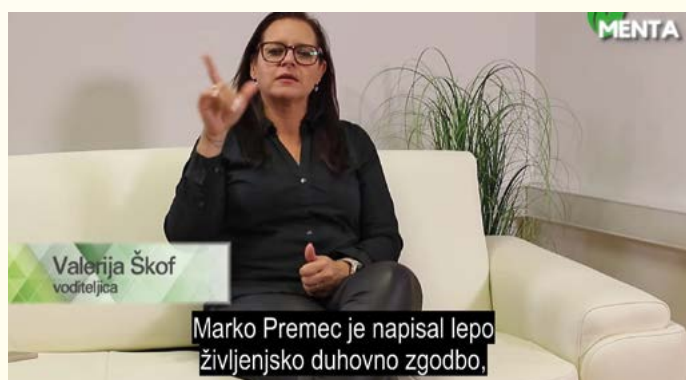 MENTA
Valerija Škof
voditeljica
Marko Premec je napisal lepo
življenjsko duhovno zgodbo,